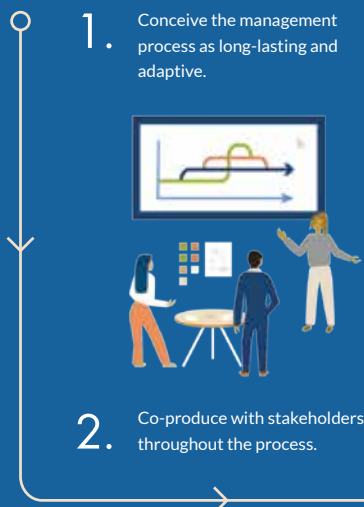 1.
Conceive the management
process as long-lasting and
adaptive.
2.
Co-produce with stakeholders
throughout the process.